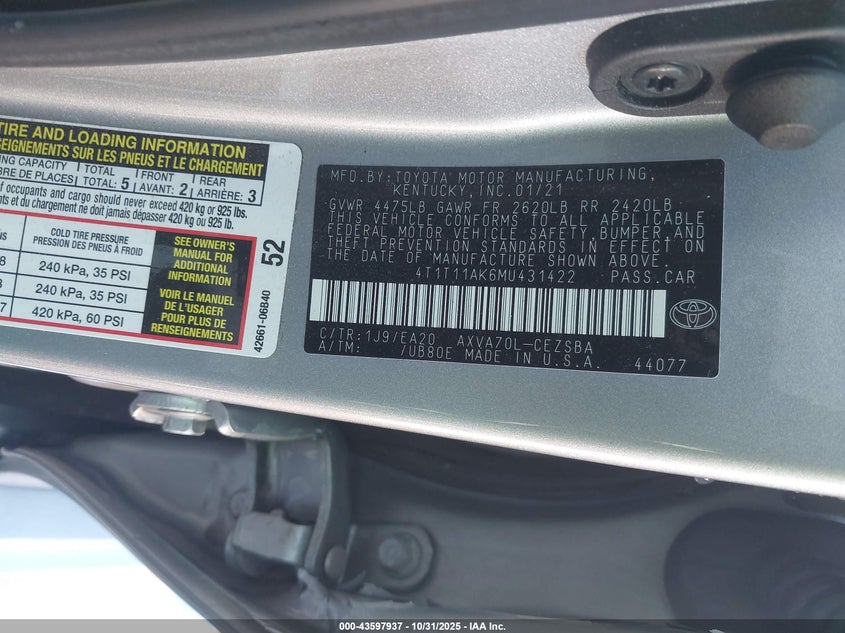 TIRE AND LOADING INFORMATION
SUR LES PNEUS ET LE CHARGEMENT
CAPACITY
TOTAL
FRONT
REAR
DE PLACES
TOTAL: 5
AVANT: 2
ARRIÈRE: 3
of occupants and cargo should never exceed 420 kg or 925 lbs.
et du chargement ne doit jamais dépasser 420 kg ou 925 lb.
COLD TIRE PRESSURE
PRESSION DES PNEUS À FROID
240 kPa, 35 PSI
240 kPa, 35 PSI
420 kPa, 60 PSI
SEE OWNER'S
MANUAL FOR
ADDITIONAL
INFORMATION
VOIR LE MANUEL
DE L'USAGER
POUR PLUS DE
RENSEIGNEMENTS
52
42661-06B40
MFD.BY:TOYOTA MOTOR MANUFACTURING,
KENTUCKY, INC.01/21
GVWR 4475LB GAWR FR 2620LB RR 2420LB
THIS VEHICLE CONFORMS TO ALL APPLICABLE
FEDERAL MOTOR VEHICLE SAFETY,BUMPER,AND
THEFT PREVENTION STANDARDS IN EFFECT ON
THE DATE OF MANUFACTURE SHOWN ABOVE.
4T1T11AK6MU431422 PASS.CAR
C/TR:1J9/EA20 AXVA70L-CEZSBA
A/TM: /UB80E MADE IN U.S.A. 44077
TOYOTA
000-43597937 - 10/31/2025 - IAA Inc.